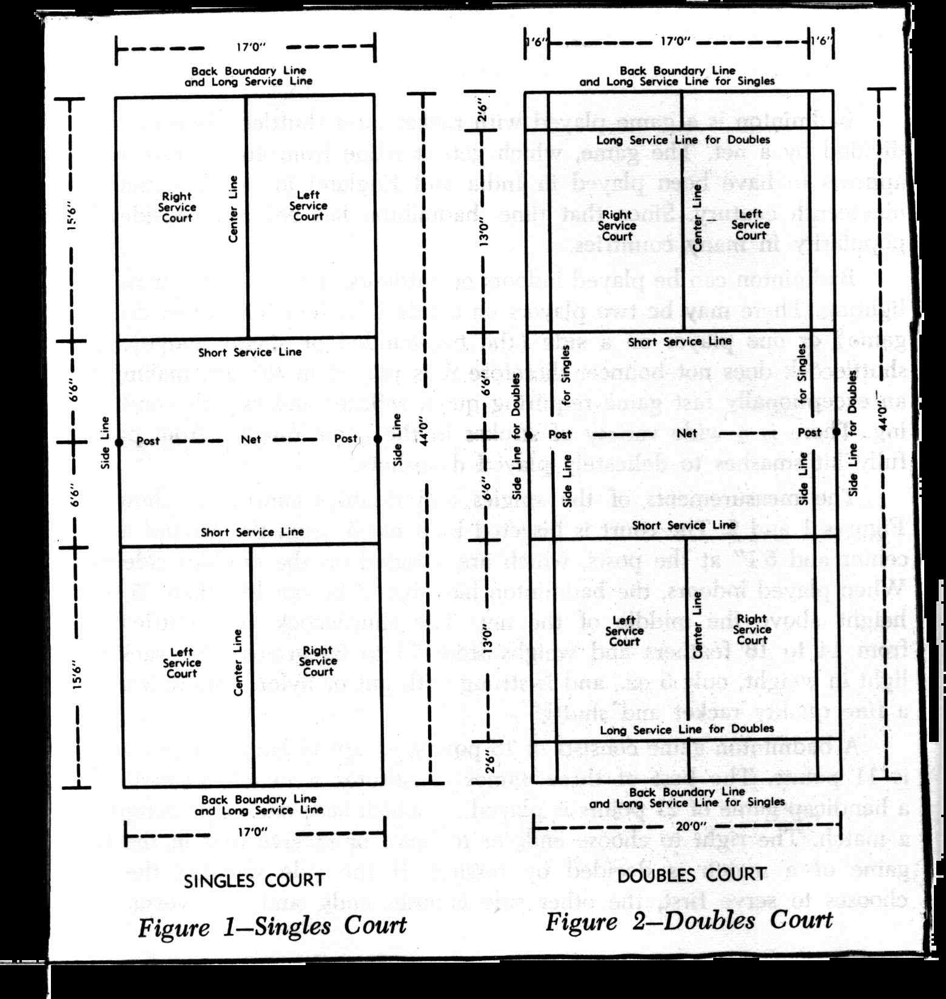 17'0"
Back Boundary Line
and Long Service Line
15'6"
Right
Service
Court
Center Line
Left
Service
Court
Short Service Line
6'6"
Side Line
Post
Net
Post
Side Line
44'0"
6'6"
Short Service Line
15'6"
Left
Service
Court
Center Line
Right
Service
Court
Back Boundary Line
and Long Service Line
17'0"
SINGLES COURT
Figure 1—Singles Court
1'6"
17'0"
1'6"
Back Boundary Line
and Long Service Line for Singles
2'6"
Long Service Line for Doubles
13'0"
Right
Service
Court
Center Line
Left
Service
Court
Short Service Line
6'6"
Side Line for Doubles
Side Line for Singles
Post
Net
Post
Side Line for Singles
Side Line for Doubles
44'0"
6'6"
Short Service Line
13'0"
Left
Service
Court
Center Line
Right
Service
Court
Long Service Line for Doubles
2'6"
Back Boundary Line
and Long Service Line for Singles
20'0"
DOUBLES COURT
Figure 2—Doubles Court